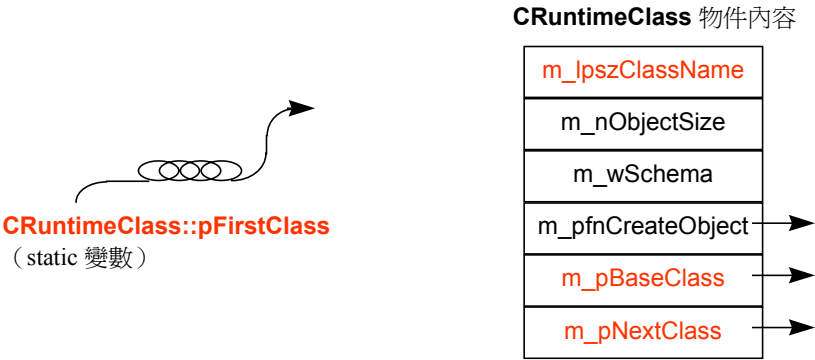 CRuntimeClass 物件內容
m_lpszClassName
m_nObjectSize
m_wSchema
m_pfnCreateObject
m_pBaseClass
m_pNextClass
CRuntimeClass::pFirstClass
（static 變數）